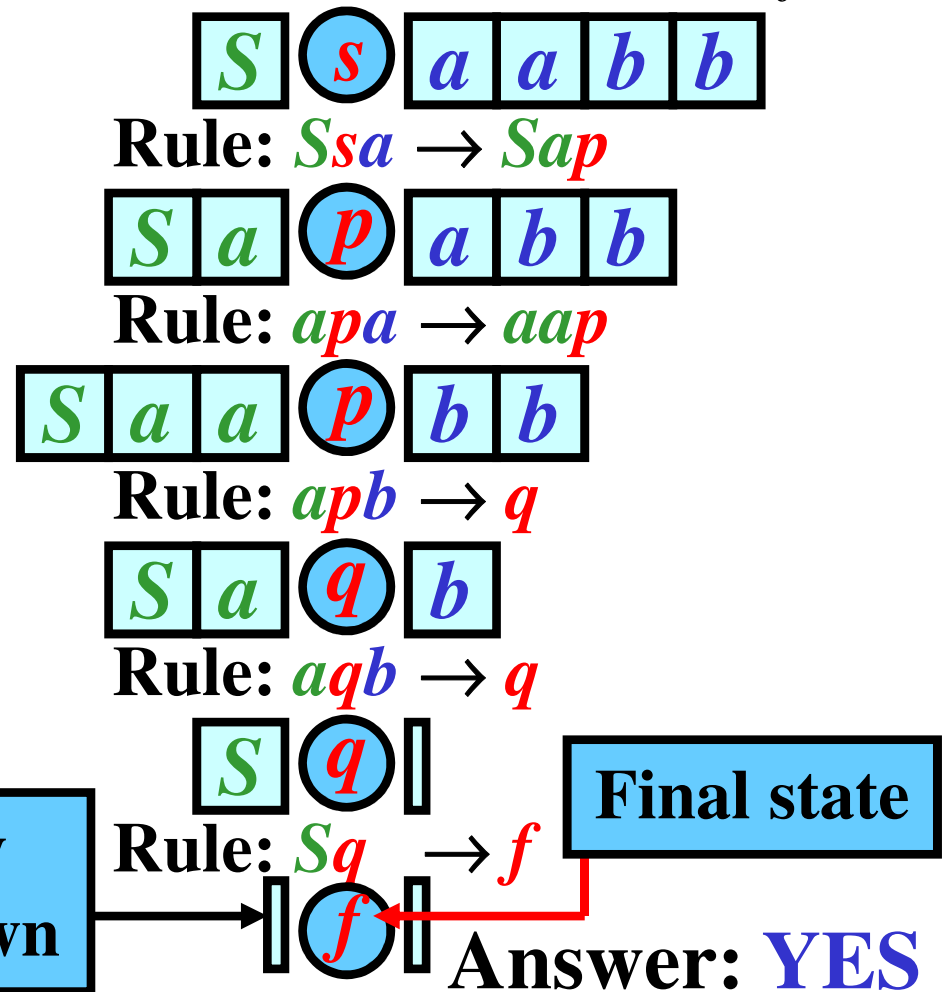 S s a a b b
Rule: Ssa → Sap
S a p a b b
Rule: apa → aap
S a a p b b
Rule: apb → q
S a q b
Rule: aqb → q
S q
Final state
Rule: Sq → f
f
Answer: YES